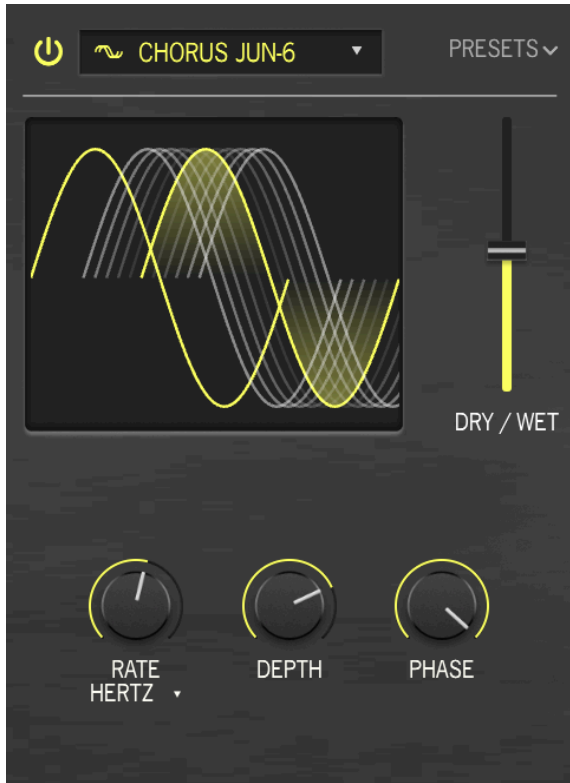 CHORUS JUN-6
PRESETS
DRY / WET
RATE
HERTZ
DEPTH
PHASE